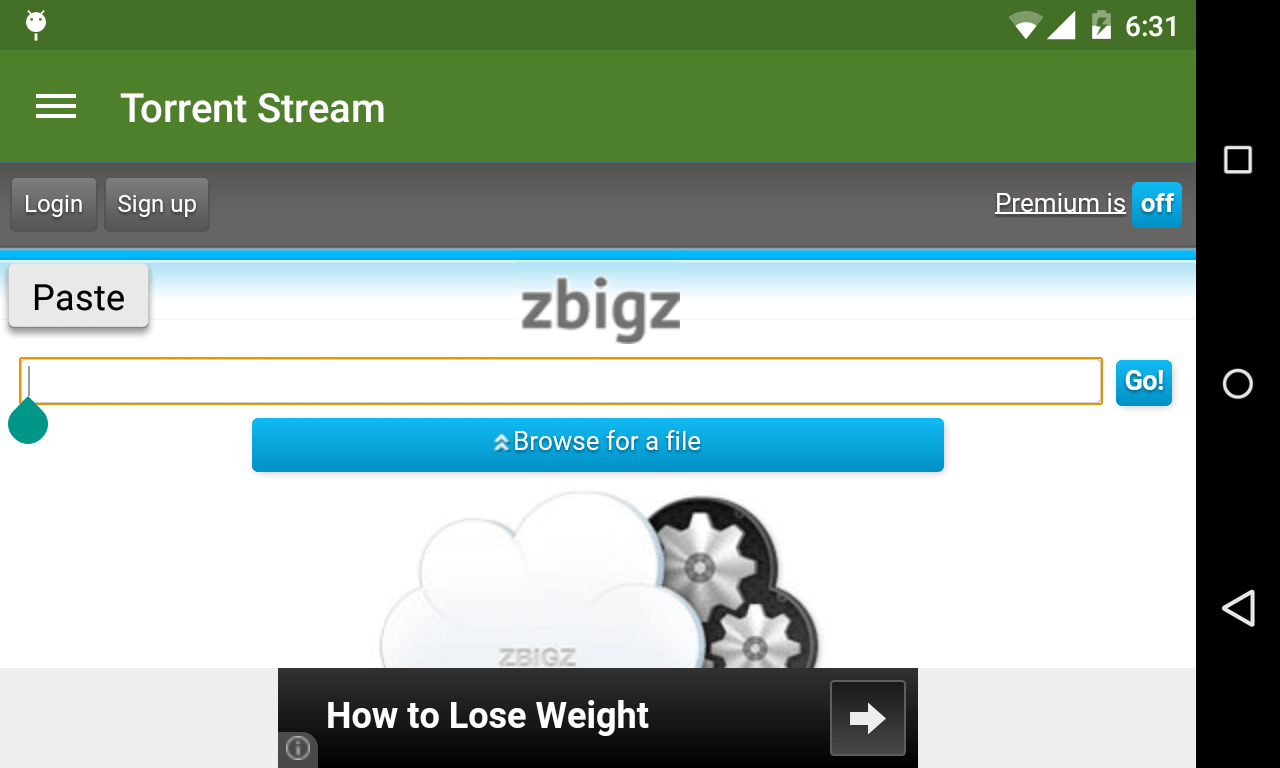 6:31
Torrent Stream
Login
Sign up
Premium is off
Paste
zbigz
Go!
Browse for a file
ZBIGZ
How to Lose Weight